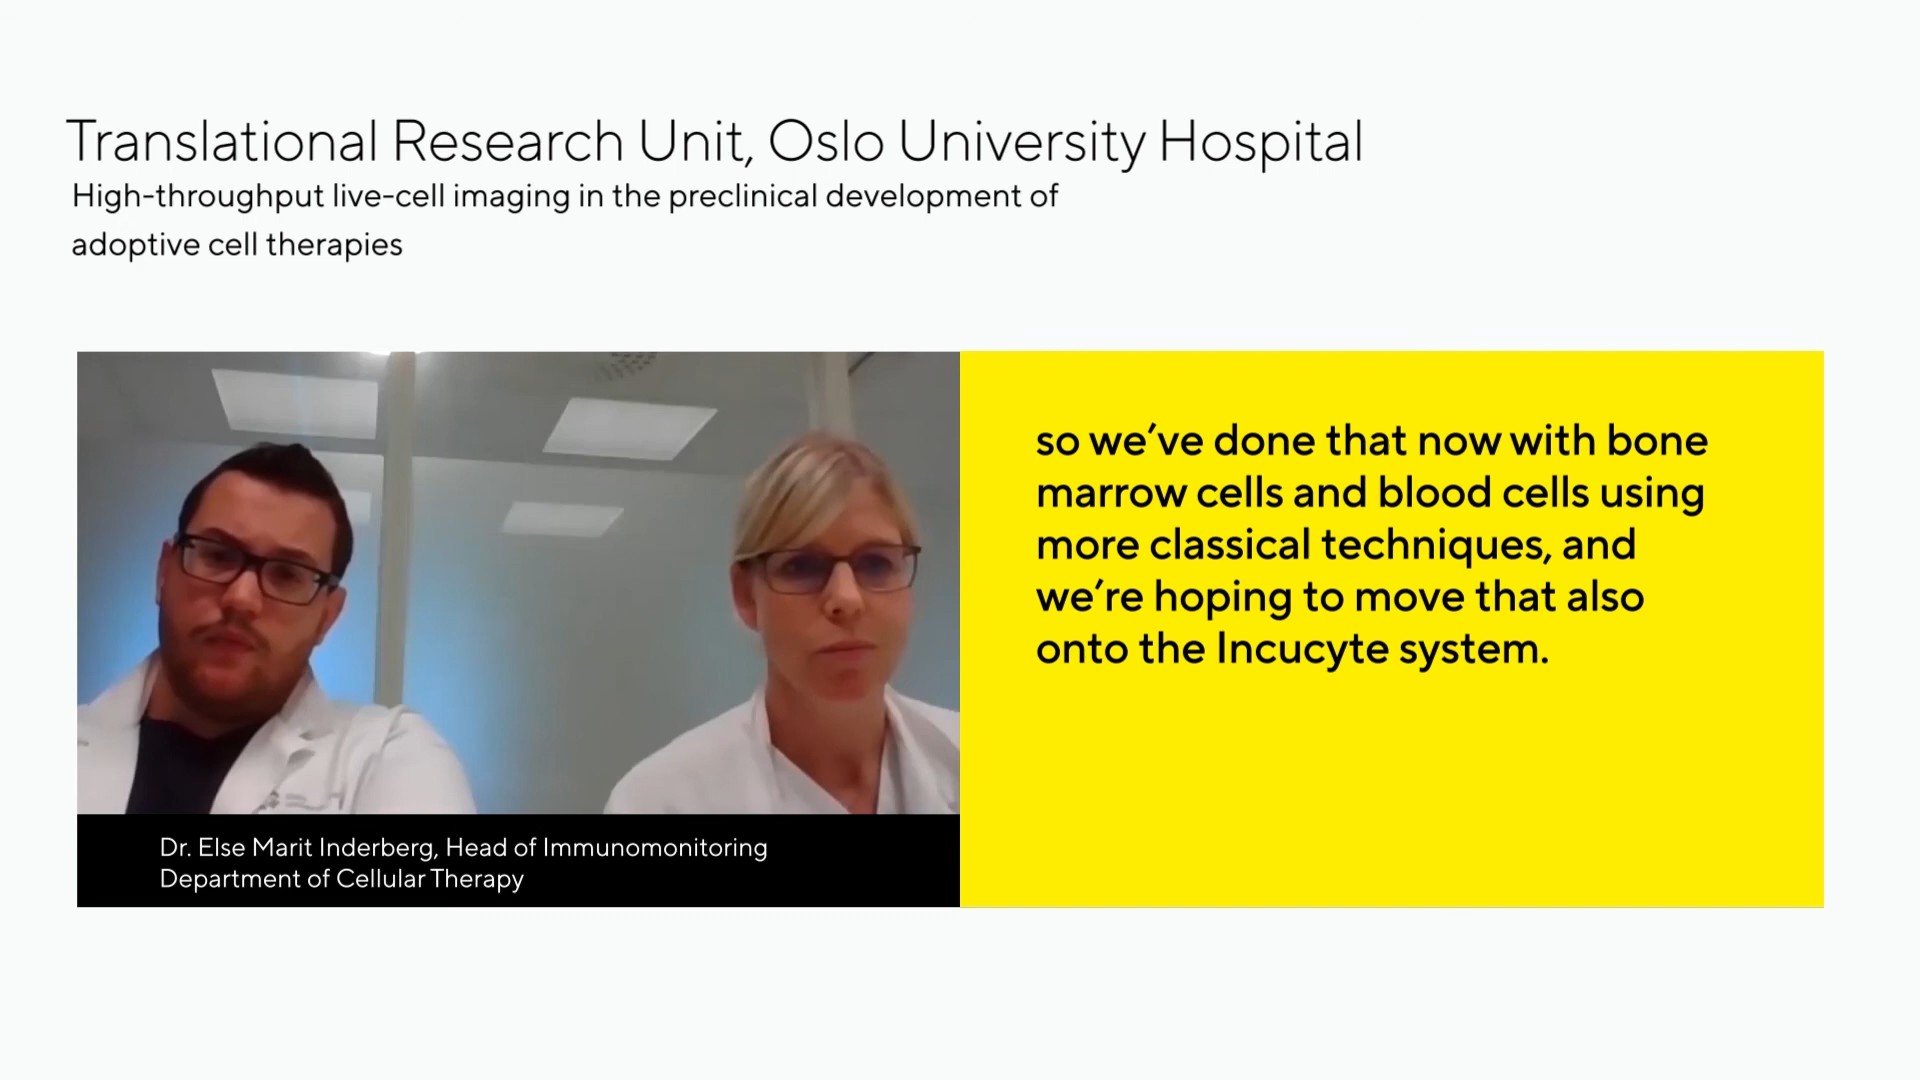 Translational Research Unit, Oslo University Hospital
High-throughput live-cell imaging in the preclinical development of
adoptive cell therapies
so we've done that now with bone
marrow cells and blood cells using
more classical techniques, and
we're hoping to move that also
onto the Incucyte system.
Dr. Else Marit Inderberg, Head of Immunomonitoring
Department of Cellular Therapy